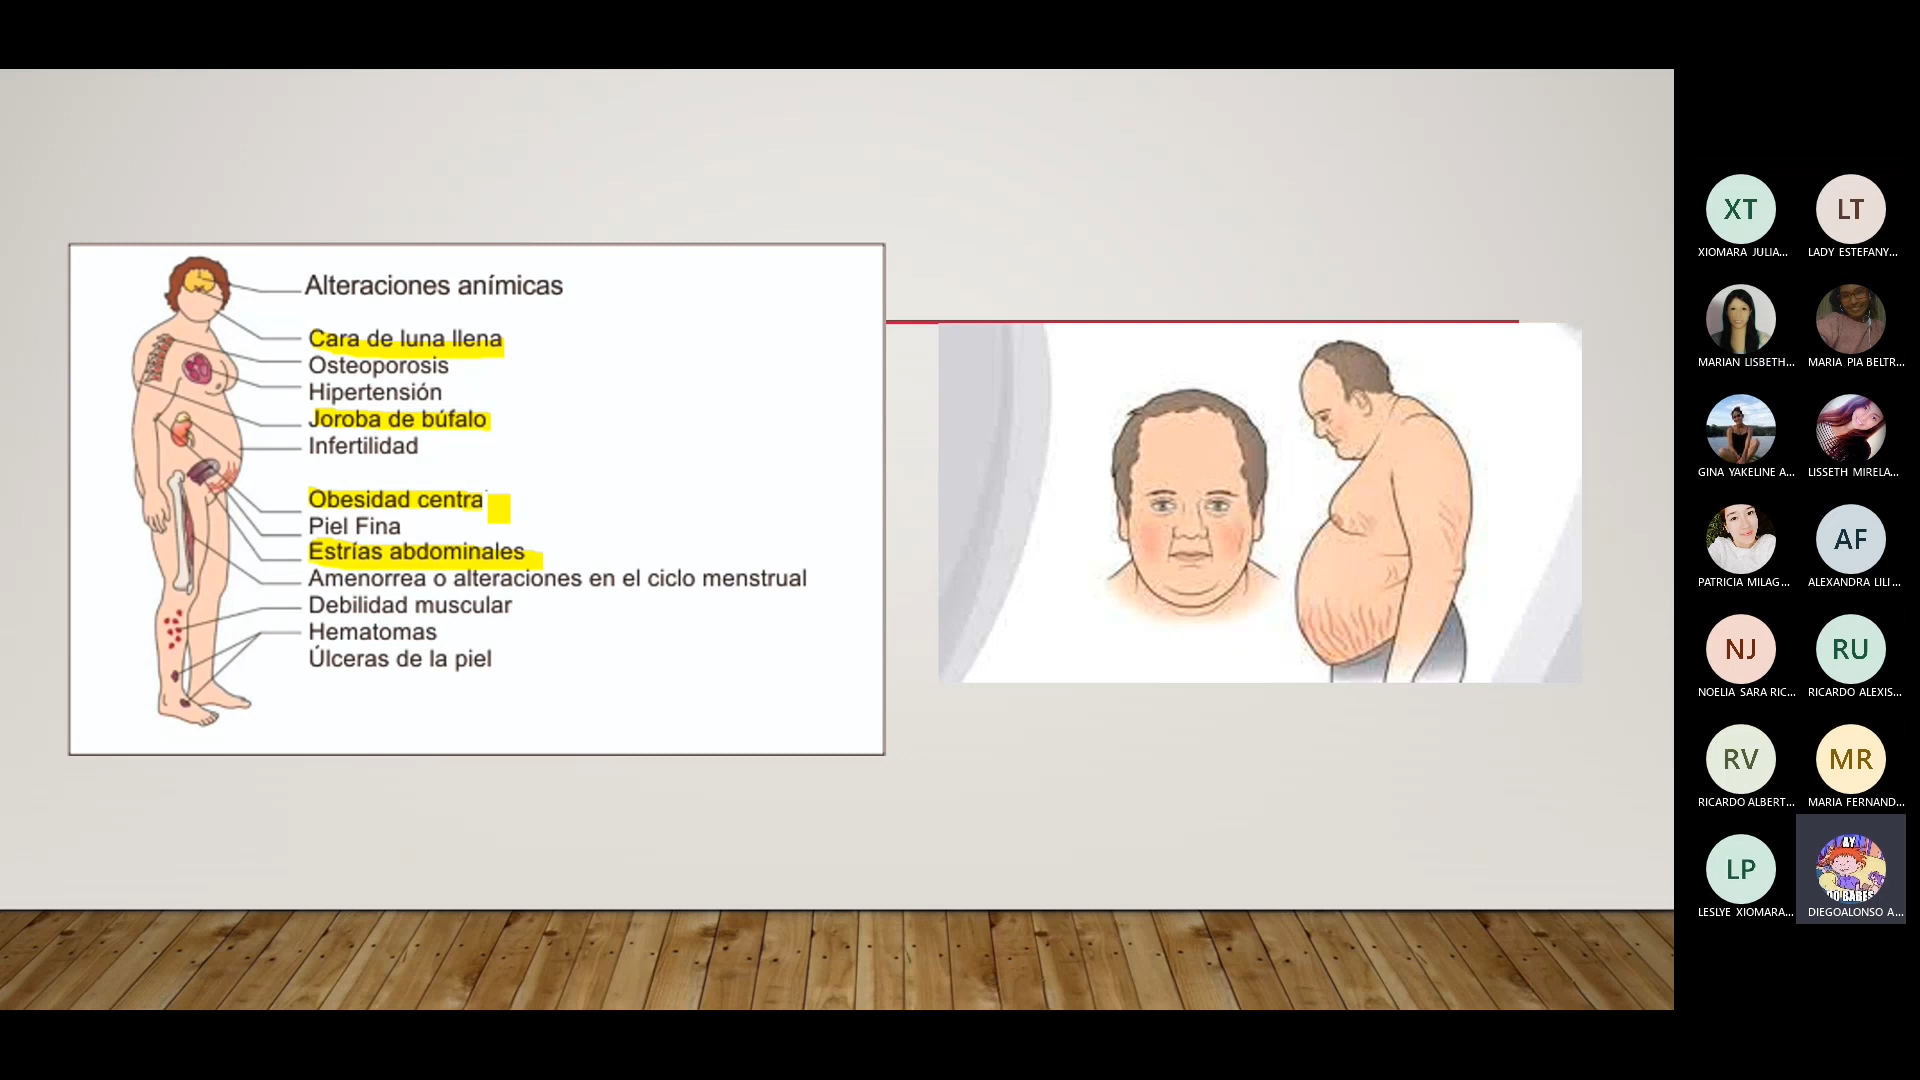 Alteraciones anímicas
Cara de luna llena
Osteoporosis
Hipertensión
Joroba de búfalo
Infertilidad
Obesidad centra
Piel Fina
Estrías abdominales
Amenorrea o alteraciones en el ciclo menstrual
Debilidad muscular
Hematomas
Úlceras de la piel
XT
XIOMARA JULIA...
LT
LADY ESTEFANY...
MARIAN LISBETH...
MARIA PIA BELTR...
GINA YAKELINE A...
LISSETH MIRELA...
PATRICIA MILAG...
AF
ALEXANDRA LILI ...
NJ
NOELIA SARA RIC...
RU
RICARDO ALEXIS...
RV
RICARDO ALBERT...
MR
MARIA FERNAND...
LP
LESLYE XIOMARA...
AY
DIEGOALONSO A...